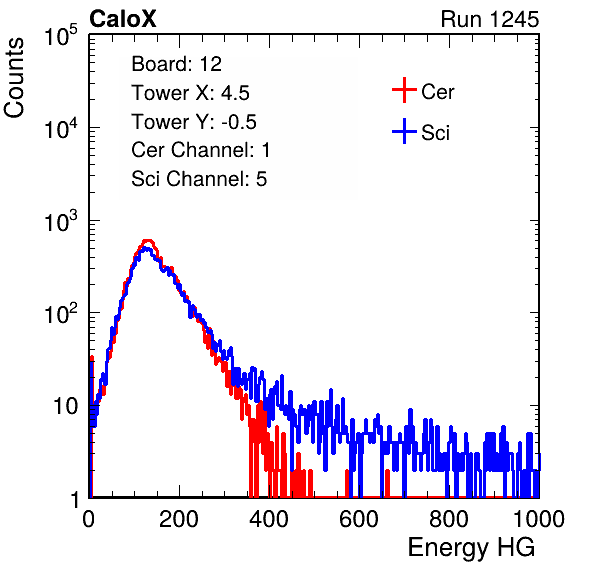 CaloX Run 1245
Counts
10^5
10^4
10^3
10^2
10
1
Board: 12
Tower X: 4.5
Tower Y: -0.5
Cer Channel: 1
Sci Channel: 5
Cer
Sci
0 200 400 600 800 1000
Energy HG